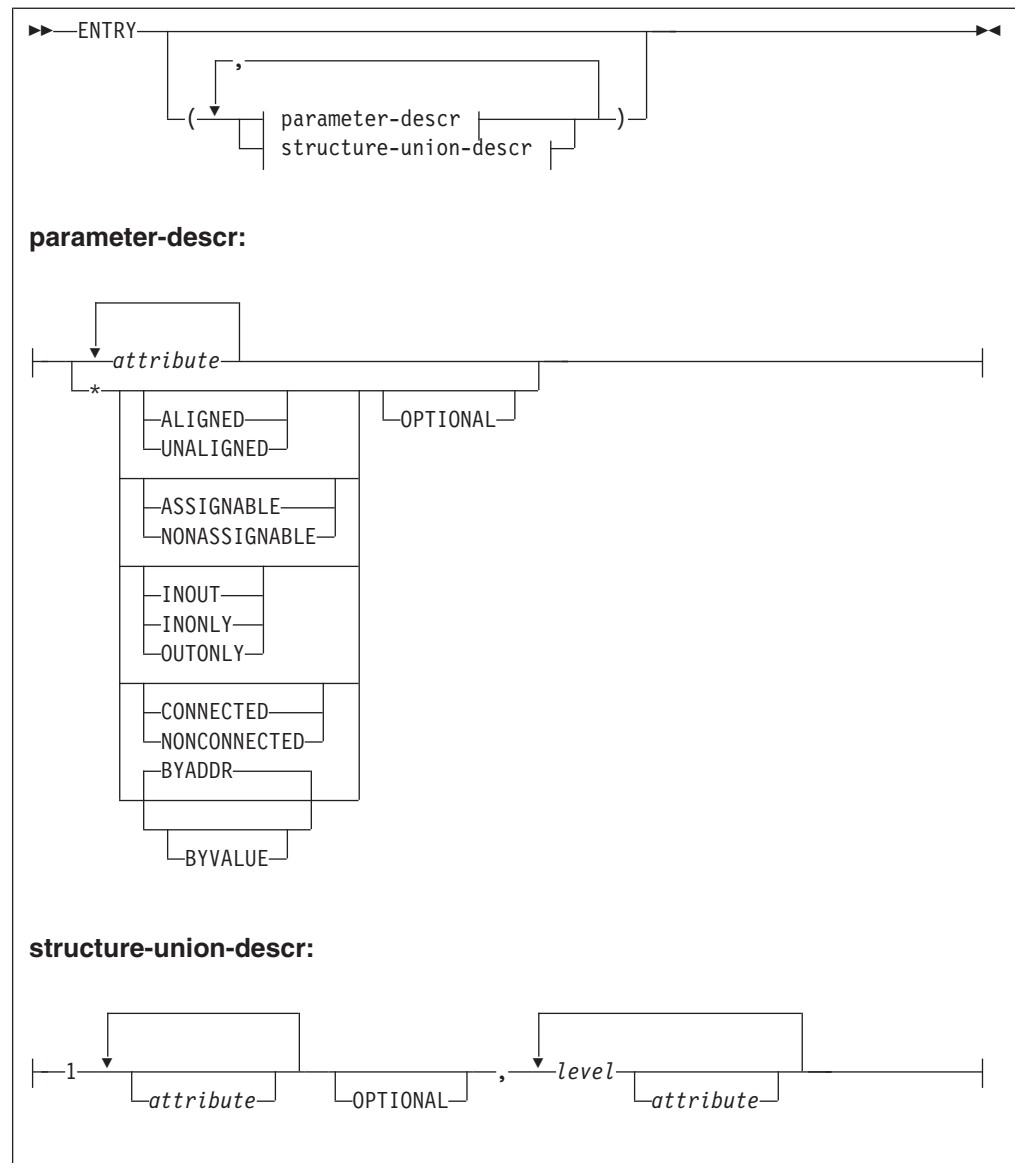 ENTRY
,
( parameter-descr )
structure-union-descr
parameter-descr:
attribute
*
ALIGNED OPTIONAL
UNALIGNED
ASSIGNABLE
NONASSIGNABLE
INOUT
INONLY
OUTONLY
CONNECTED
NONCONNECTED
BYADDR
BYVALUE
structure-union-descr:
1 , level
attribute OPTIONAL attribute